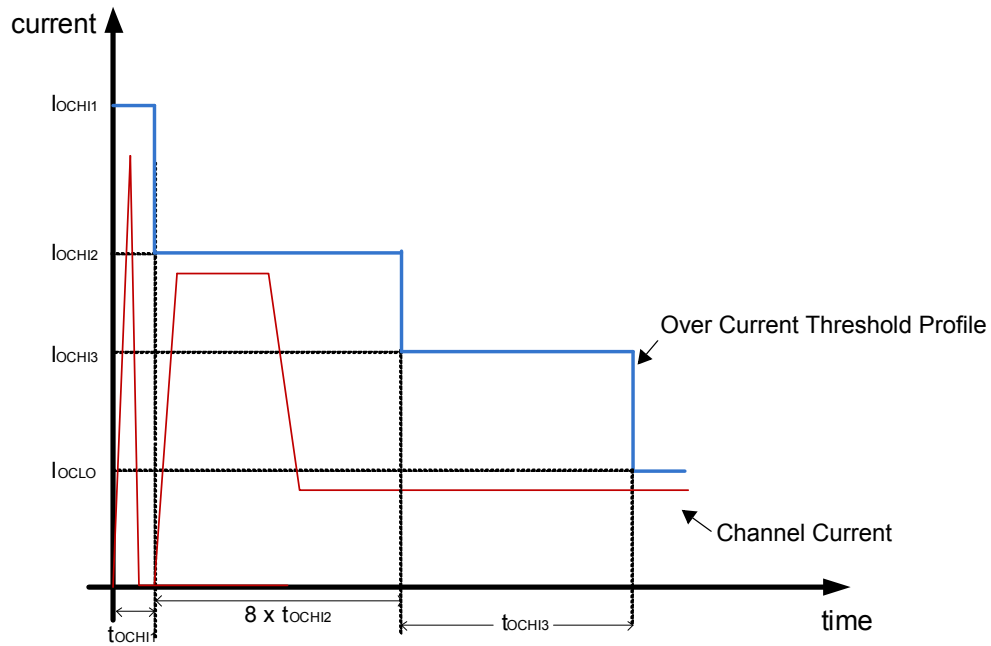 current
IOCHI1
IOCHI2
IOCHI3
IOCLO
Over Current Threshold Profile
Channel Current
tOCHI1
8 x tOCHI2
tOCHI3
time